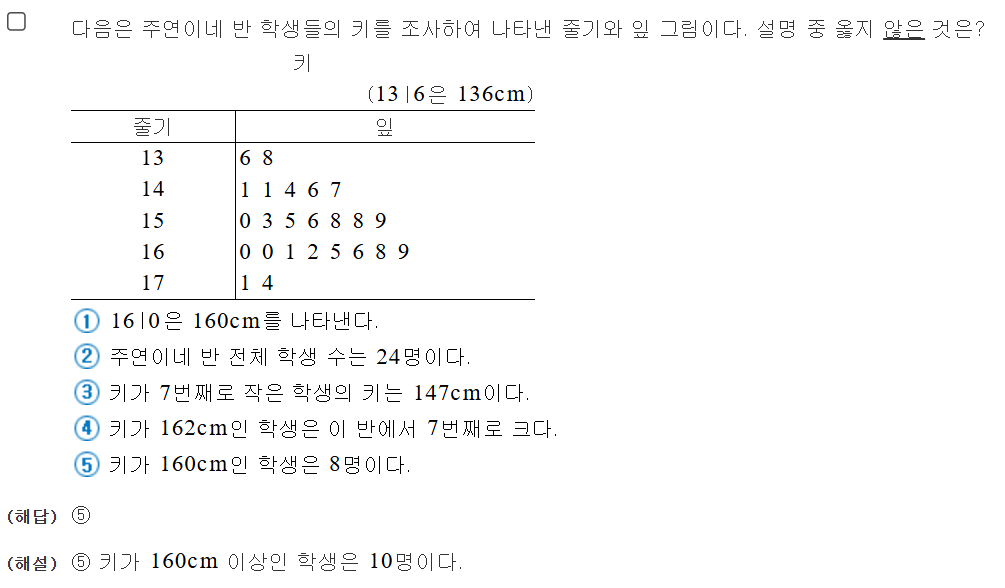 다음은 주연이네 반 학생들의 키를 조사하여 나타낸 줄기와 잎 그림이다. 설명 중 옳지 않은 것은?
키
(13|6은 136cm)
줄기 잎
13 6 8
14 1 1 4 6 7
15 0 3 5 6 8 8 9
16 0 0 1 2 5 6 8 9
17 1 4
① 16|0은 160cm를 나타낸다.
② 주연이네 반 전체 학생 수는 24명이다.
③ 키가 7번째로 작은 학생의 키는 147cm이다.
④ 키가 162cm인 학생은 이 반에서 7번째로 크다.
⑤ 키가 160cm인 학생은 8명이다.
(해답) ⑤
(해설) ⑤ 키가 160cm 이상인 학생은 10명이다.